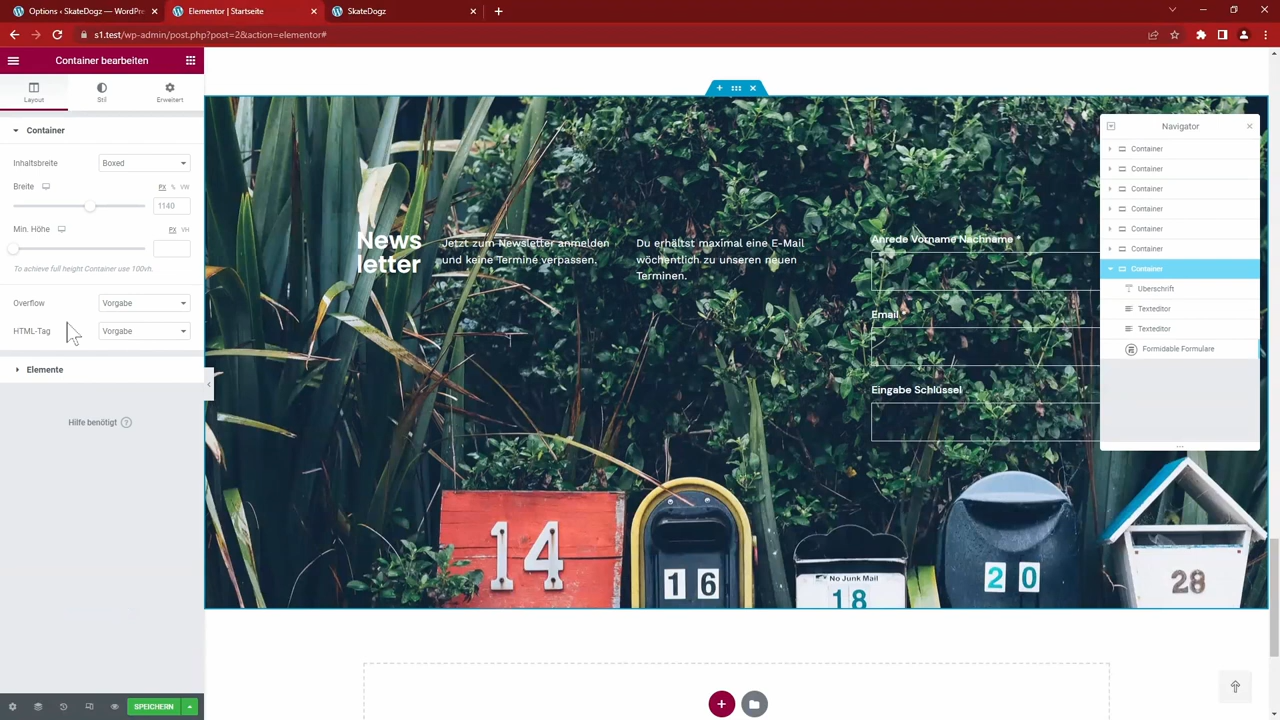 Options ‹ SkateDogz — WordPre
Elementor | Startseite
SkateDogz
s1.test/wp-admin/post.php?post=2&action=elementor#
Container bearbeiten
Layout
Stil
Erweitert
Container
Inhaltsbreite
Boxed
Breite
PX % VW
1140
Min. Höhe
PX VH
To achieve full height Container use 100vh.
Overflow
Vorgabe
HTML-Tag
Vorgabe
Elemente
Hilfe benötigt
SPEICHERN
News
letter
Jetzt zum Newsletter anmelden
und keine Termine verpassen.
Du erhältst maximal eine E-Mail
wöchentlich zu unseren neuen
Terminen.
Anrede Vorname Nachname *
Email *
Eingabe Schlüssel
14
16
No Junk Mail
18
20
28
Navigator
Container
Container
Container
Container
Container
Container
Container
Überschrift
Texteditor
Texteditor
Formidable Formulare